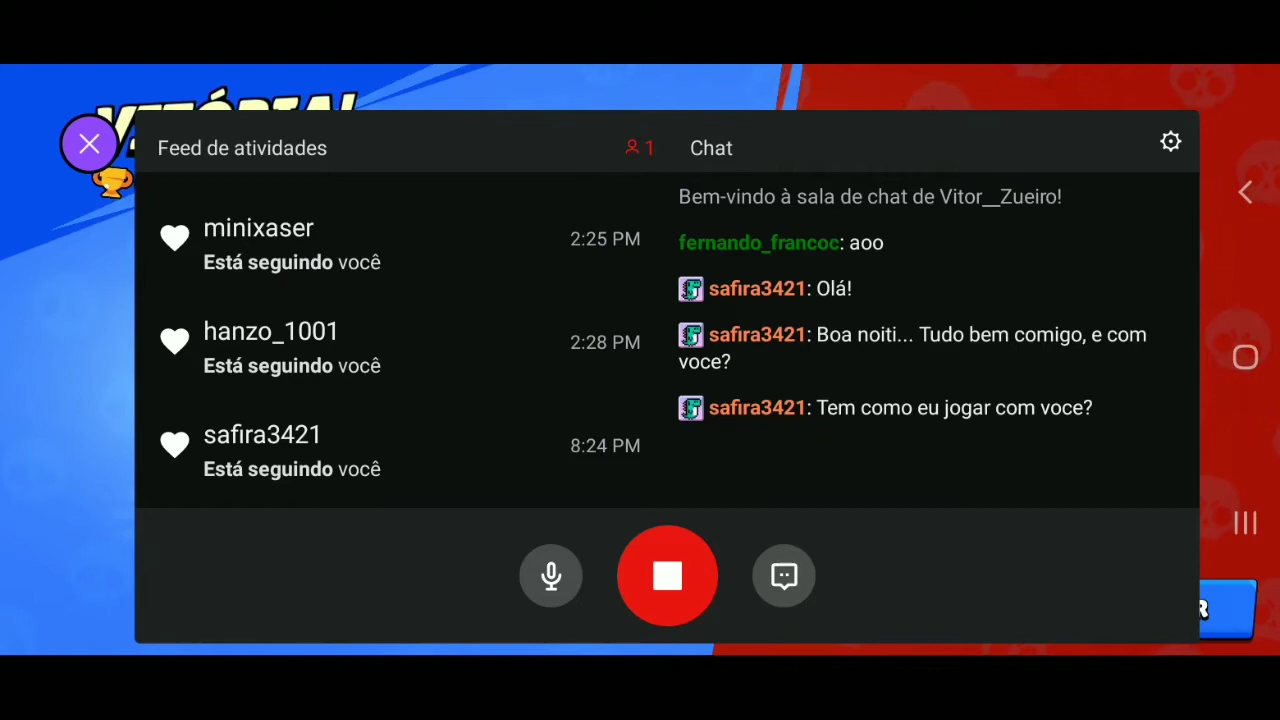 VITÓRIA!
Feed de atividades
1
Chat
minixaser
Está seguindo você
2:25 PM
hanzo_1001
Está seguindo você
2:28 PM
safira3421
Está seguindo você
8:24 PM
Bem-vindo à sala de chat de Vitor__Zueiro!
fernando_francoc: aoo
safira3421: Olá!
safira3421: Boa noiti... Tudo bem comigo, e com
voce?
safira3421: Tem como eu jogar com voce?
R